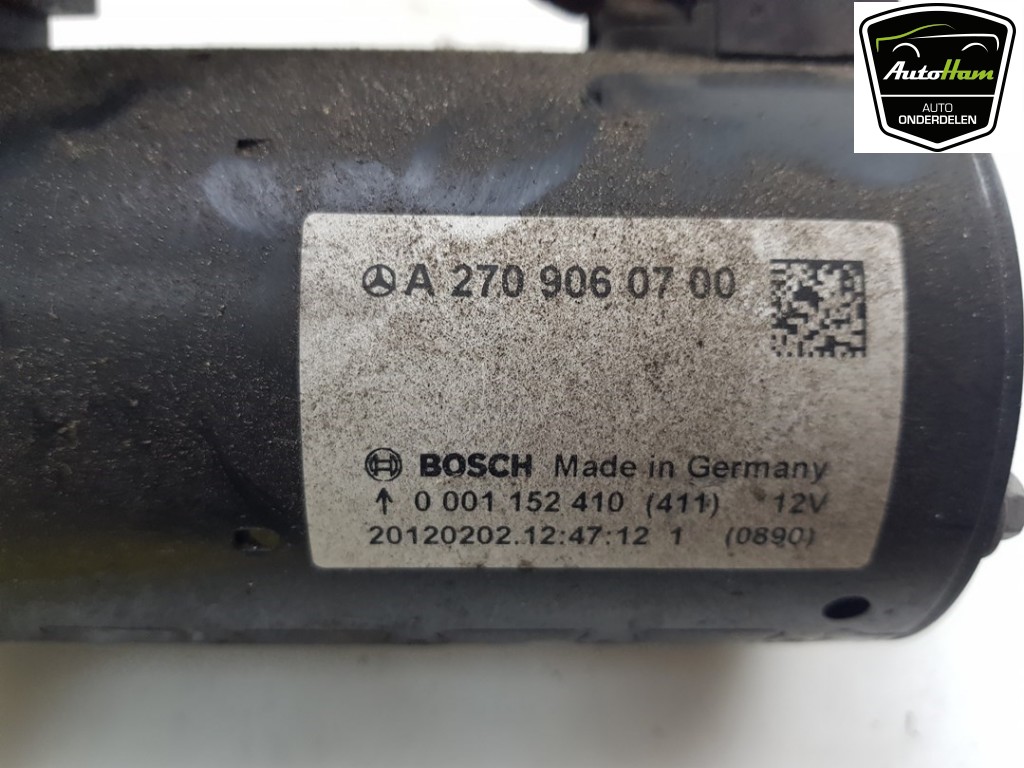 AutoHam
AUTO
ONDERDELEN
A 270 906 07 00
BOSCH Made in Germany
↑ 0 001 152 410 (411) 12V
20120202.12:47:12 1 (0890)